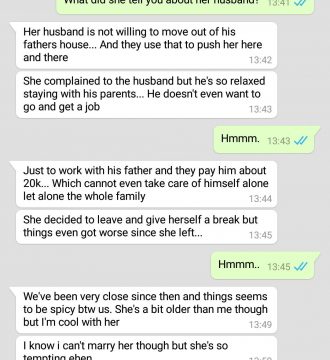 What did she tell you about her husband?
13:41
Her husband is not willing to move out of his
fathers house... And they use that to push her here
and there
13:42
She complained to the husband but he's so relaxed
staying with his parents... He doesn't even want to
go and get a job
13:43
Hmmm. 13:43
Just to work with his father and they pay him about
20k... Which cannot even take care of himself alone
let alone the whole family
13:44
She decided to leave and give herself a break but
things even got worse since she left...
13:45
Hmmm.. 13:45
We've been very close since then and things seems
to be spicy btw us. She's a bit older than me though
but I'm cool with her
13:49
I know i can't marry her though but she's so
tempting ehen